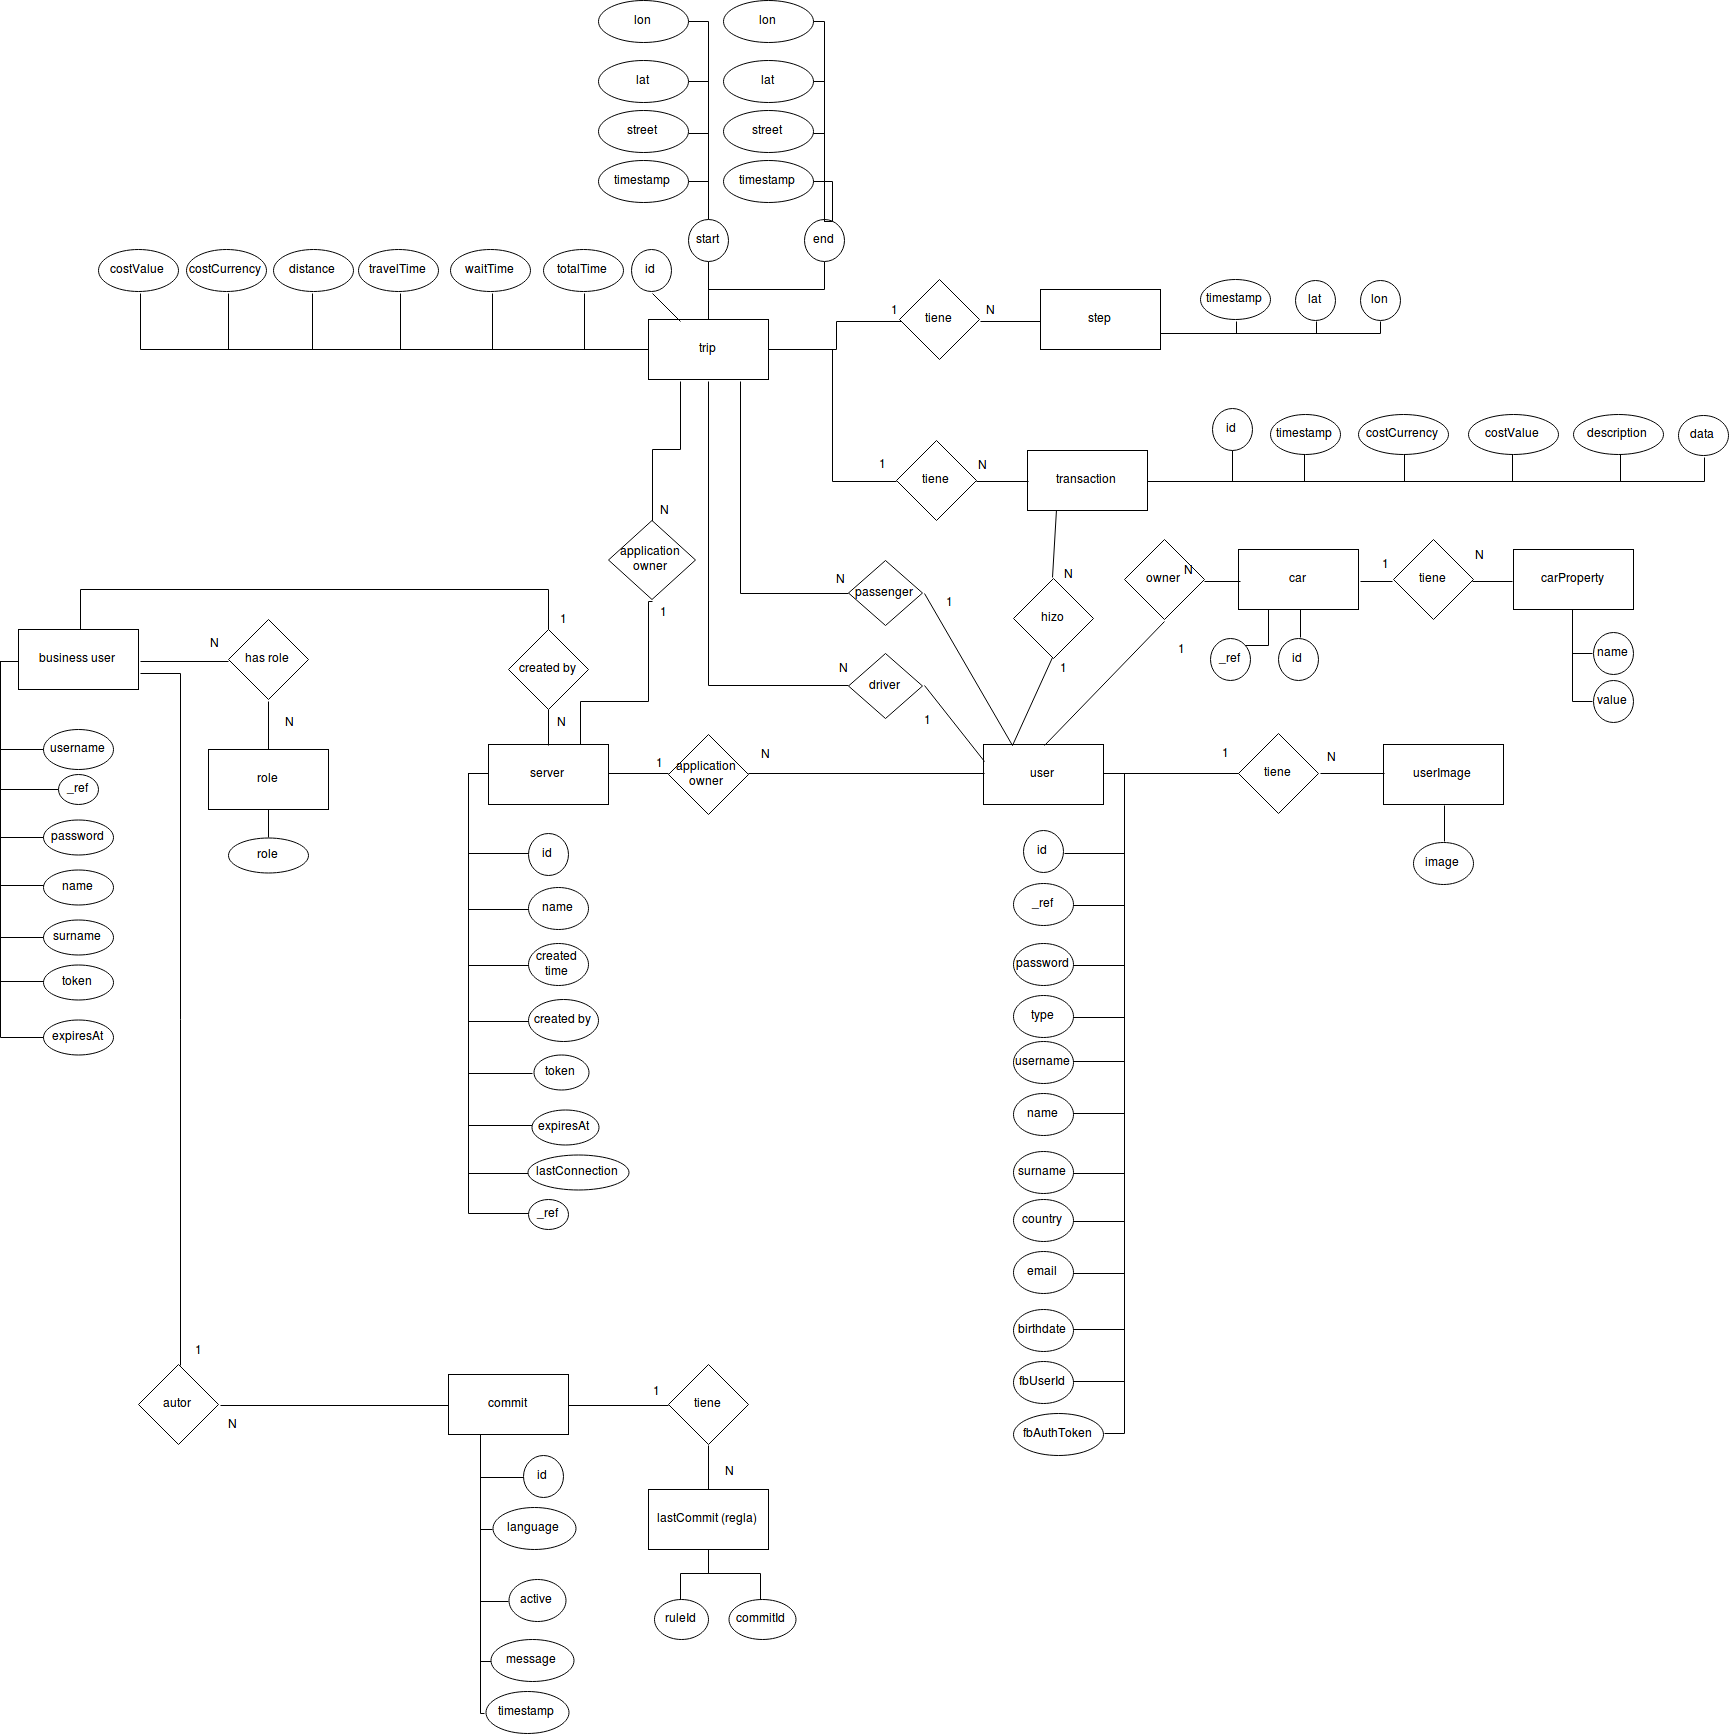 lon
lon
lat
lat
street
street
timestamp
timestamp
start
end
costValue
costCurrency
distance
travelTime
waitTime
totalTime
id
trip
1
tiene
N
step
timestamp
lat
lon
1
tiene
N
transaction
id
timestamp
costCurrency
costValue
description
data
N
application
owner
1
N
passenger
1
N
driver
1
N
hizo
1
owner
N
1
car
_ref
id
1
tiene
N
carProperty
name
value
business user
N
has role
N
role
role
1
created by
N
username
_ref
password
name
surname
token
expiresAt
server
1
application
owner
N
user
1
tiene
N
userImage
image
id
name
created
time
created by
token
expiresAt
lastConnection
_ref
id
_ref
password
type
username
name
surname
country
email
birthdate
fbUserId
fbAuthToken
1
autor
N
commit
1
tiene
N
lastCommit (regla)
ruleId
commitId
id
language
active
message
timestamp